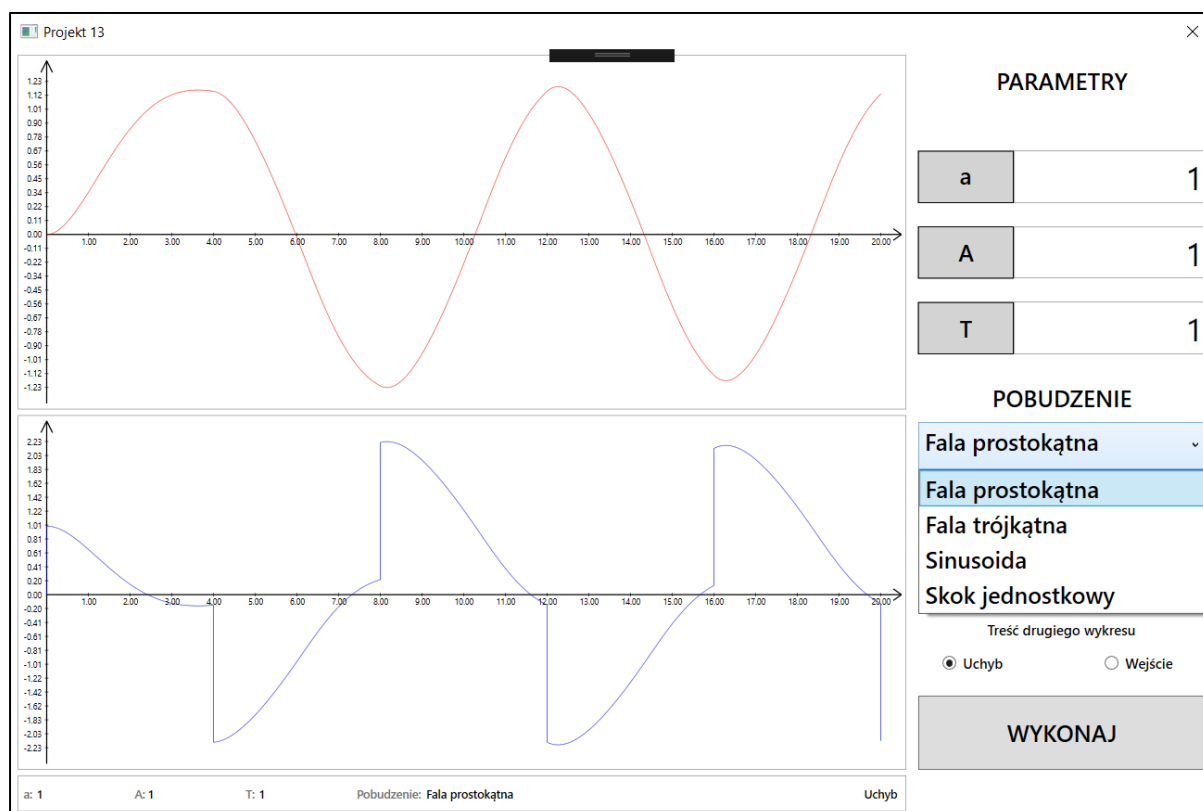 Projekt 13
1.23
1.12
1.01
0.90
0.78
0.67
0.56
0.45
0.34
0.22
0.11
0.00
-0.11
-0.22
-0.34
-0.45
-0.56
-0.67
-0.78
-0.90
-1.01
-1.12
-1.23
1.00 2.00 3.00 4.00 5.00 6.00 7.00 8.00 9.00 10.00 11.00 12.00 13.00 14.00 15.00 16.00 17.00 18.00 19.00 20.00
2.23
2.03
1.83
1.62
1.42
1.22
1.01
0.81
0.61
0.41
0.20
0.00
-0.20
-0.41
-0.61
-0.81
-1.01
-1.22
-1.42
-1.62
-1.83
-2.03
-2.23
1.00 2.00 3.00 4.00 5.00 6.00 7.00 8.00 9.00 10.00 11.00 12.00 13.00 14.00 15.00 16.00 17.00 18.00 19.00 20.00
a: 1 A: 1 T: 1 Pobudzenie: Fala prostokątna Uchyb
PARAMETRY
a 1
A 1
T 1
POBUDZENIE
Fala prostokątna
Fala prostokątna
Fala trójkątna
Sinusoida
Skok jednostkowy
Treść drugiego wykresu
Uchyb Wejście
WYKONAJ